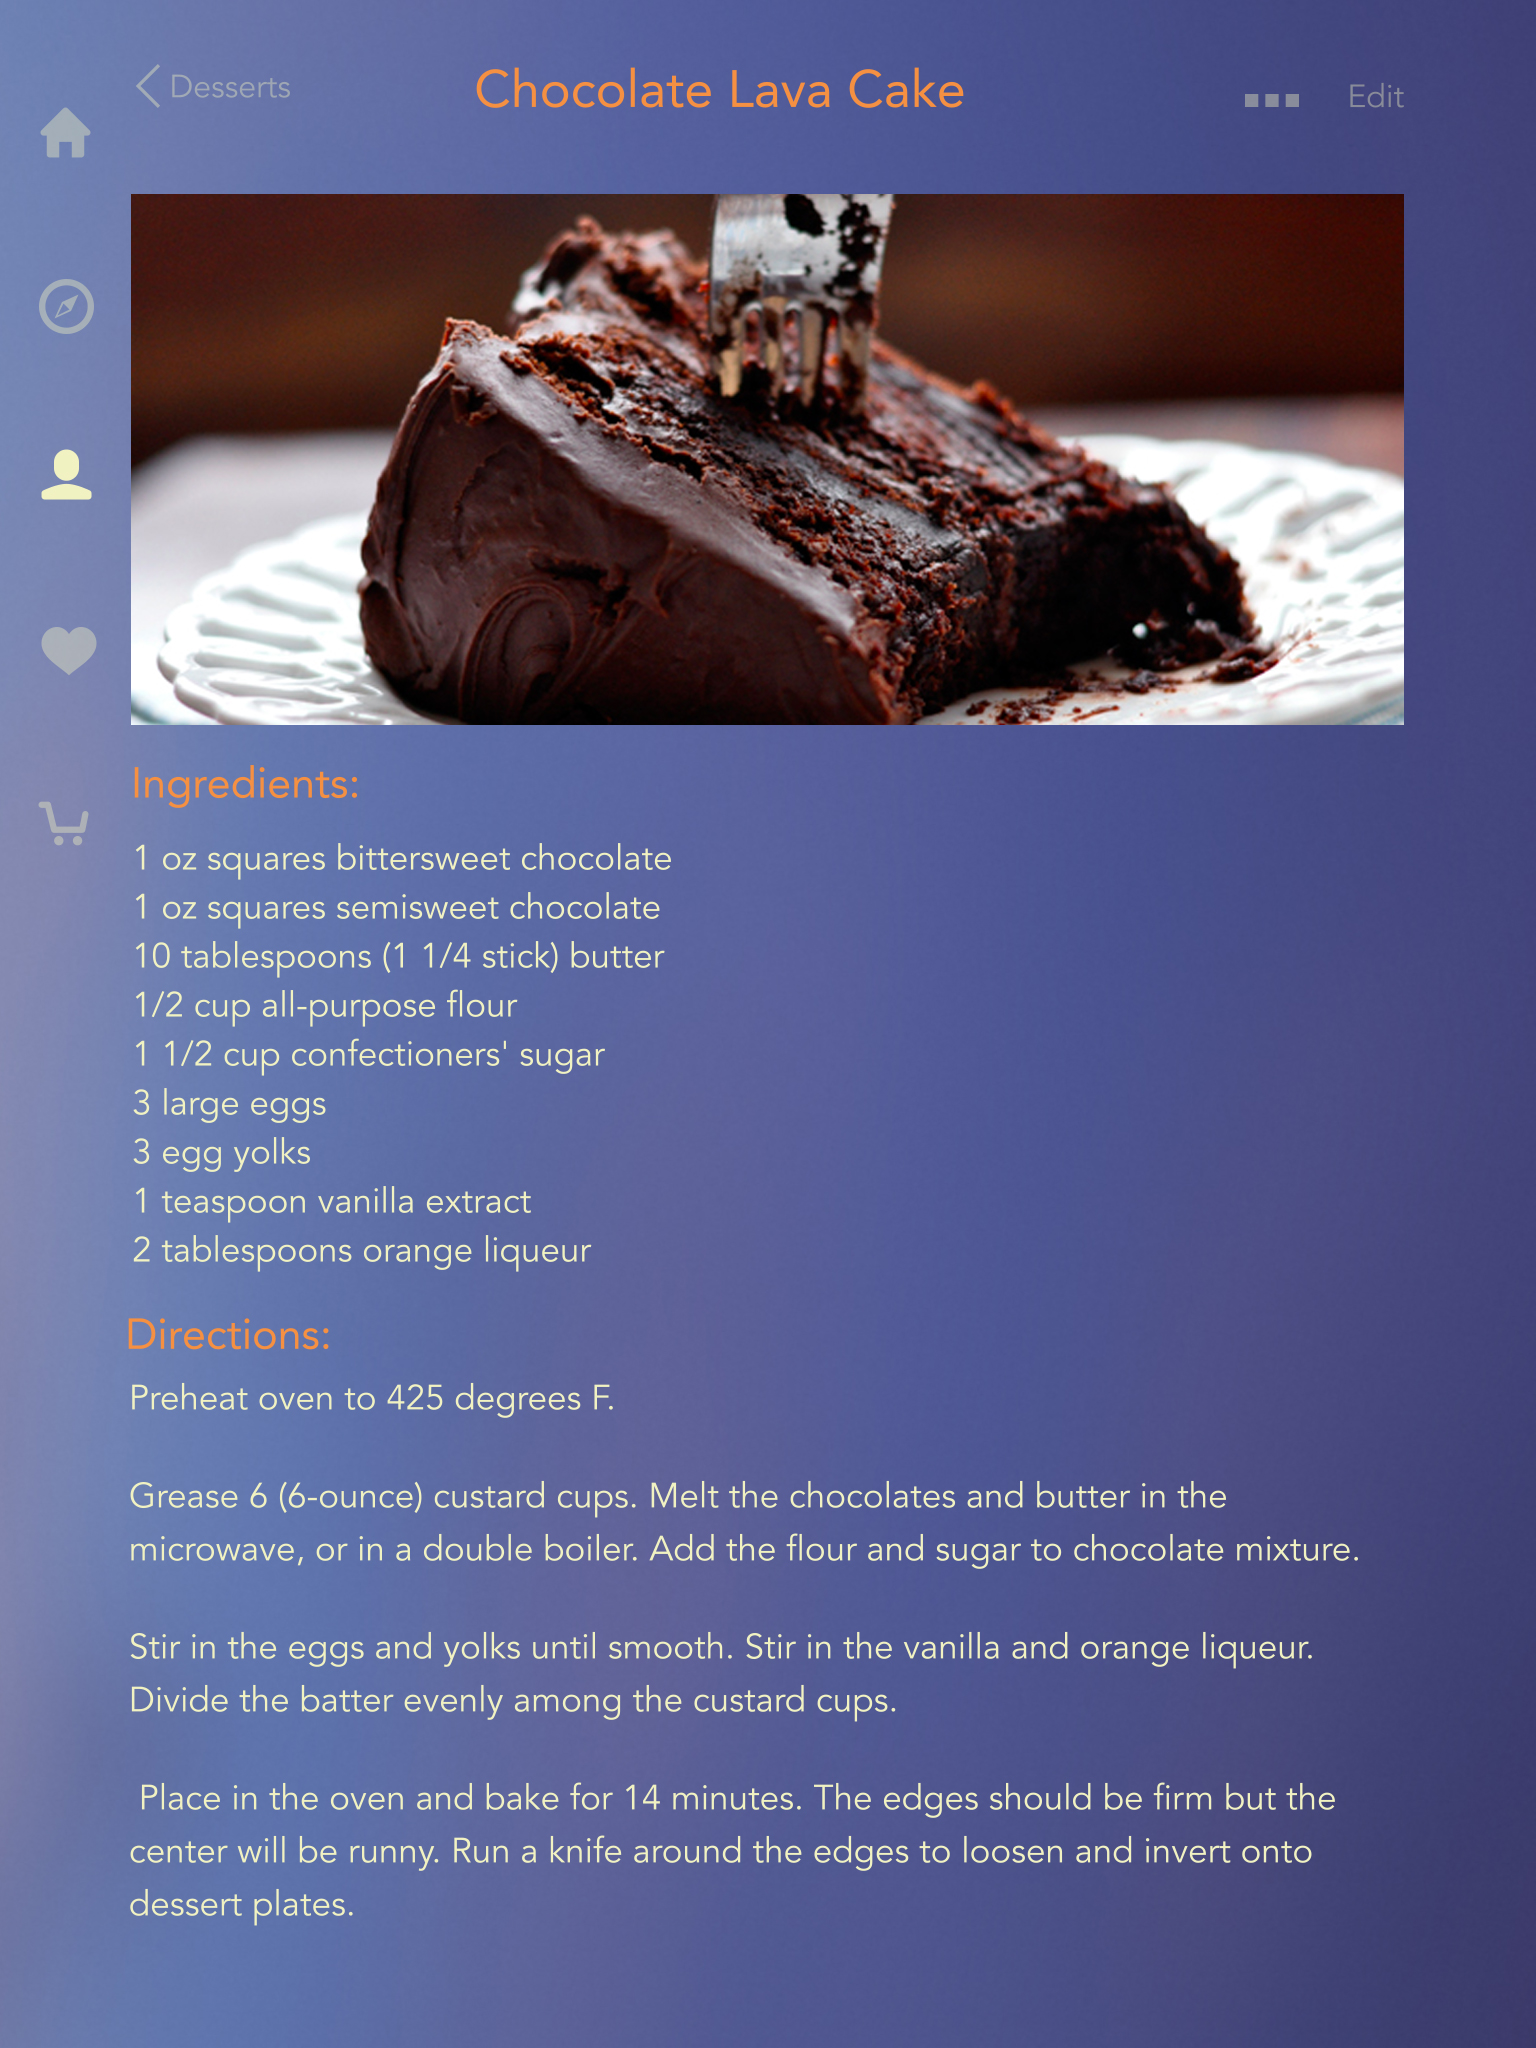 Desserts
Chocolate Lava Cake
Edit
Ingredients:
1 oz squares bittersweet chocolate
1 oz squares semisweet chocolate
10 tablespoons (1 1/4 stick) butter
1/2 cup all-purpose flour
1 1/2 cup confectioners' sugar
3 large eggs
3 egg yolks
1 teaspoon vanilla extract
2 tablespoons orange liqueur
Directions:
Preheat oven to 425 degrees F.
Grease 6 (6-ounce) custard cups. Melt the chocolates and butter in the
microwave, or in a double boiler. Add the flour and sugar to chocolate mixture.
Stir in the eggs and yolks until smooth. Stir in the vanilla and orange liqueur.
Divide the batter evenly among the custard cups.
Place in the oven and bake for 14 minutes. The edges should be firm but the
center will be runny. Run a knife around the edges to loosen and invert onto
dessert plates.